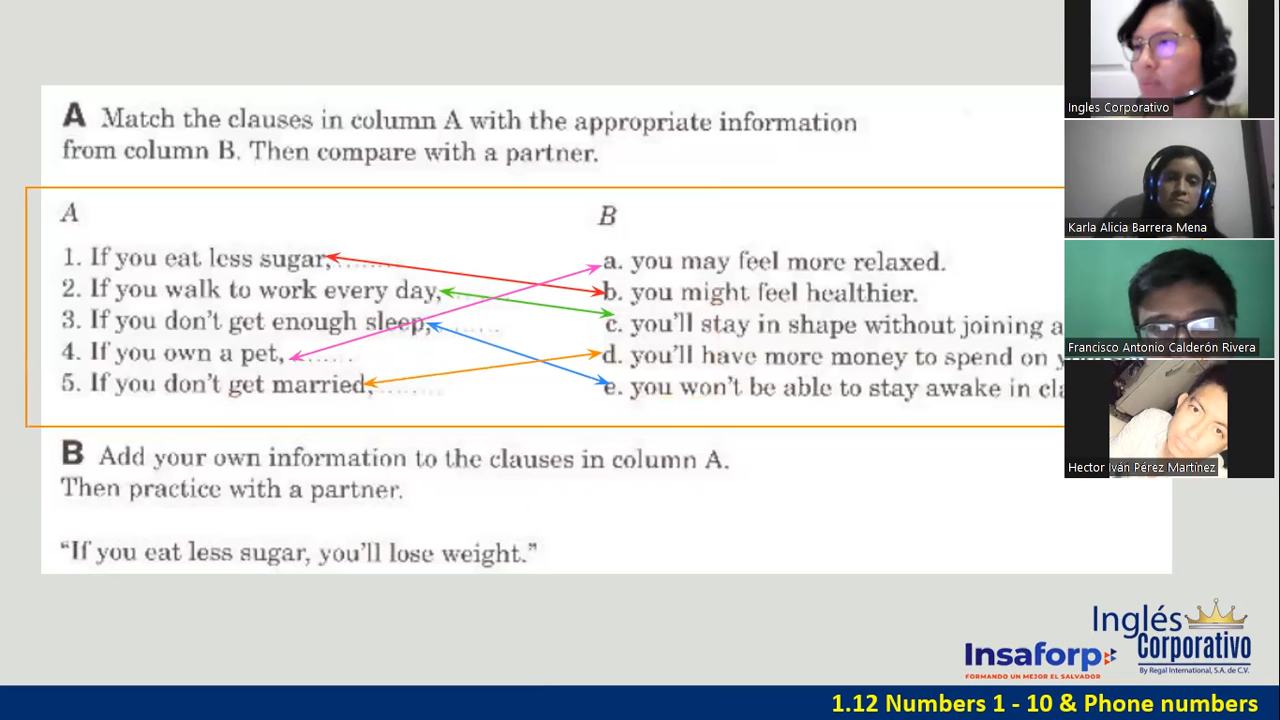 A Match the clauses in column A with the appropriate information
from column B. Then compare with a partner.
A
B
1. If you eat less sugar,
a. you may feel more relaxed.
2. If you walk to work every day,
b. you might feel healthier.
3. If you don't get enough sleep,
c. you'll stay in shape without joining a
4. If you own a pet,
d. you'll have more money to spend on
5. If you don't get married,
e. you won't be able to stay awake in
B Add your own information to the clauses in column A.
Then practice with a partner.
"If you eat less sugar, you'll lose weight."
Ingles Corporativo
Karla Alicia Barrera Mena
Francisco Antonio Calderón Rivera
Hector Iván Pérez Martínez
Inglés
Corporativo
By Regal International, S.A. de C.V.
Insaforp
FORMANDO UN MEJOR EL SALVADOR
1.12 Numbers 1 - 10 & Phone numbers